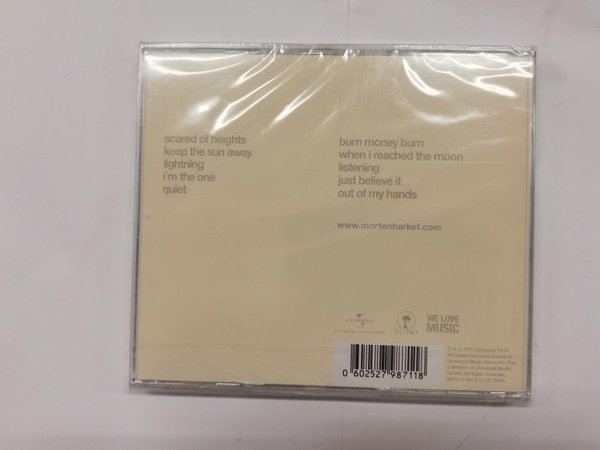 scared of heights
keep the sun away
lightning
i'm the one
quiet
burn money burn
when i reached the moon
listening
just believe it
out of my hands
www.mortenharket.com
UNIVERSAL
ISLAND
WE LOVE
MUSIC
0 602527 987118